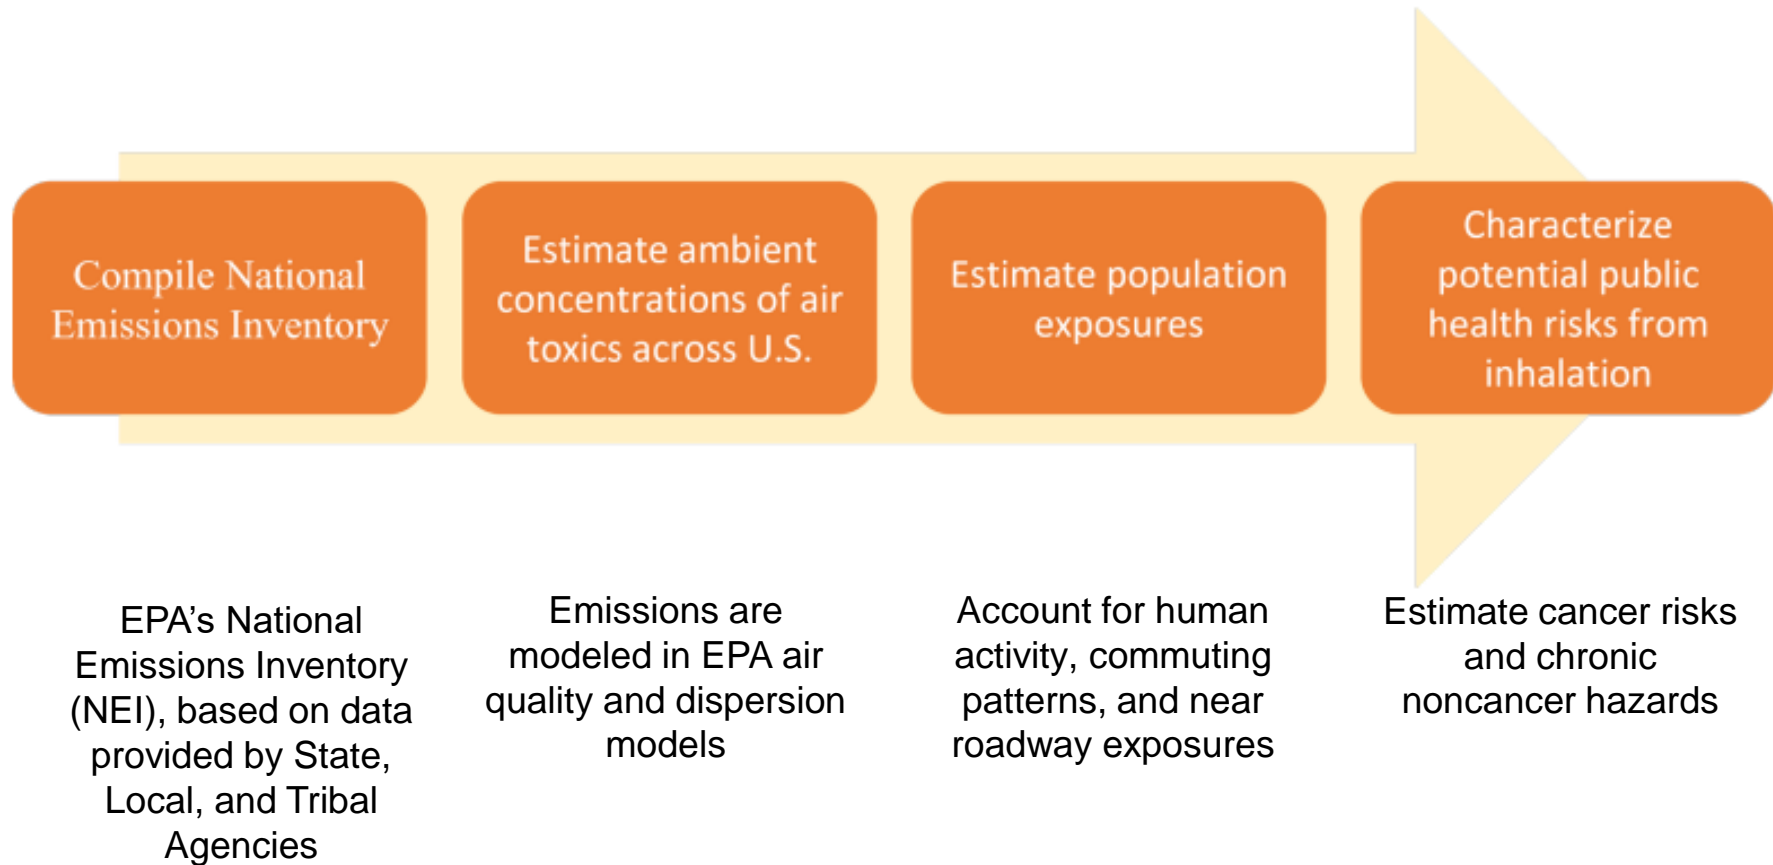 Compile National
Emissions Inventory
Estimate ambient
concentrations of air
toxics across U.S.
Estimate population
exposures
Characterize
potential public
health risks from
inhalation
EPA’s National
Emissions Inventory
(NEI), based on data
provided by State,
Local, and Tribal
Agencies
Emissions are
modeled in EPA air
quality and dispersion
models
Account for human
activity, commuting
patterns, and near
roadway exposures
Estimate cancer risks
and chronic
noncancer hazards